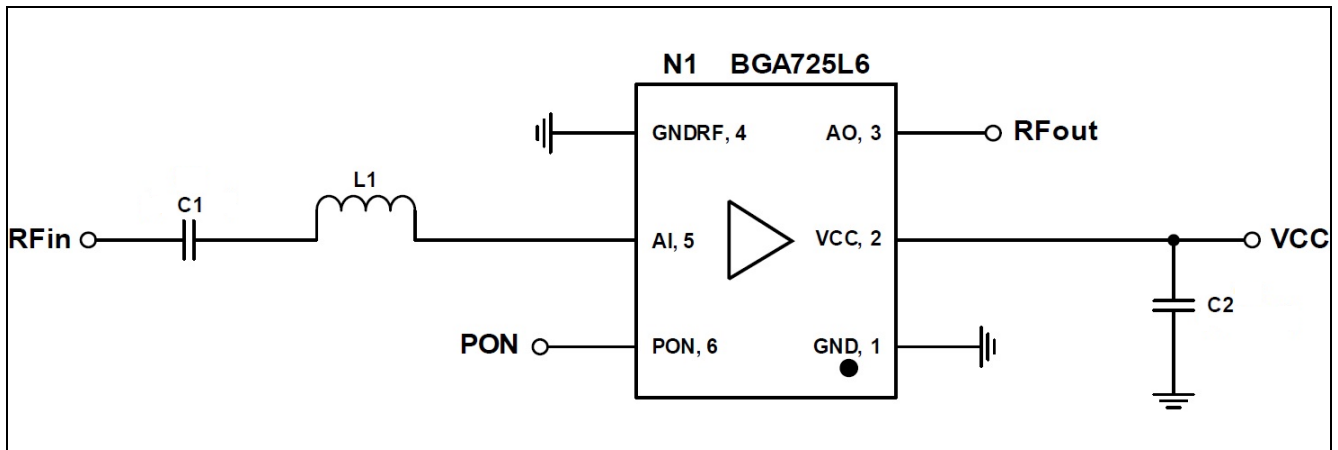 N1 BGA725L6
GNDRF, 4
AO, 3
RFout
L1
C1
RFin
AI, 5
VCC, 2
VCC
C2
PON
PON, 6
GND, 1